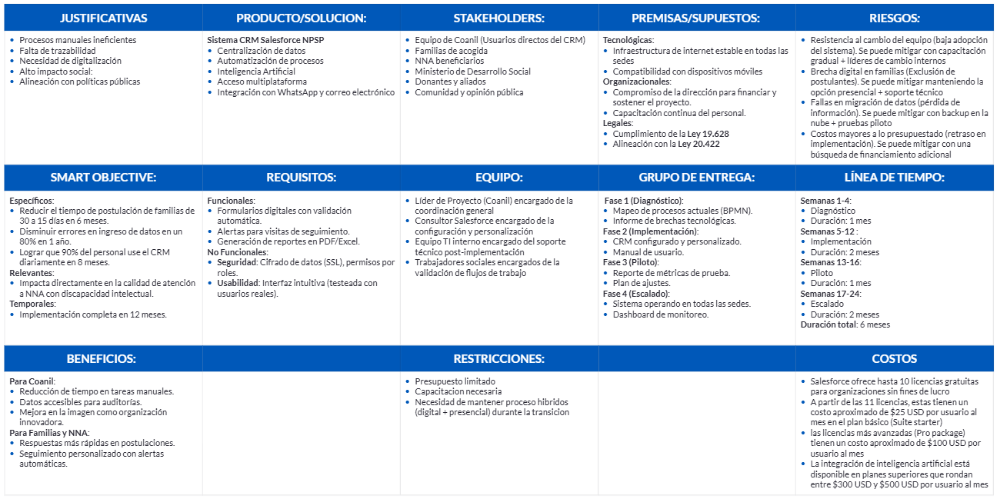 JUSTIFICATIVAS
Procesos manuales ineficientes
Falta de trazabilidad
Necesidad de digitalización
Alto impacto social:
Alineación con políticas públicas
PRODUCTO/SOLUCION:
Sistema CRM Salesforce NPSP
Centralización de datos
Automatización de procesos
Inteligencia Artificial
Acceso multiplataforma
Integración con WhatsApp y correo electrónico
STAKEHOLDERS:
Equipo de Coanil (Usuarios directos del CRM)
Familias de acogida
NNA beneficiarios
Ministerio de Desarrollo Social
Donantes y aliados
Comunidad y opinión pública
PREMISAS/SUPUESTOS:
Tecnológicas:
Infraestructura de internet estable en todas las
sedes
Compatibilidad con dispositivos móviles
Organizacionales:
Compromiso de la dirección para financiar y
sostener el proyecto.
Capacitación continua del personal.
Legales:
Cumplimiento de la Ley 19.628
Alineación con la Ley 20.422
RIESGOS:
Resistencia al cambio del equipo (baja adopción
del sistema). Se puede mitigar con capacitación
gradual + líderes de cambio internos
Brecha digital en familias (Exclusión de
postulantes). Se puede mitigar manteniendo la
opción presencial + soporte técnico
Fallas en migración de datos (pérdida de
información). Se puede mitigar con backup en la
nube + pruebas piloto
Costos mayores a lo presupuestado (retraso en
implementación). Se puede mitigar con una
búsqueda de financiamiento adicional
SMART OBJECTIVE:
Específicos:
Reducir el tiempo de postulación de familias de
30 a 15 días en 6 meses.
Disminuir errores en ingreso de datos en un
80% en 1 año.
Lograr que 90% del personal use el CRM
diariamente en 8 meses.
Relevantes:
Impacta directamente en la calidad de atención
a NNA con discapacidad intelectual.
Temporales:
Implementación completa en 12 meses.
REQUISITOS:
Funcionales:
Formularios digitales con validación
automática.
Alertas para visitas de seguimiento.
Generación de reportes en PDF/Excel.
No Funcionales:
Seguridad: Cifrado de datos (SSL), permisos por
roles.
Usabilidad: Interfaz intuitiva (testeada con
usuarios reales).
EQUIPO:
Líder de Proyecto (Coanil) encargado de la
coordinación general
Consultor Salesforce encargado de la
configuración y personalización
Equipo TI interno encargado del soporte
técnico post-implementación
Trabajadores sociales encargados de la
validación de flujos de trabajo
GRUPO DE ENTREGA:
Fase 1 (Diagnóstico):
Mapeo de procesos actuales (BPMN).
Informe de brechas tecnológicas.
Fase 2 (Implementación):
CRM configurado y personalizado.
Manual de usuario.
Fase 3 (Piloto):
Reporte de métricas de prueba.
Plan de ajustes.
Fase 4 (Escalado):
Sistema operando en todas las sedes.
Dashboard de monitoreo.
LÍNEA DE TIEMPO:
Semanas 1-4:
Diagnóstico
Duración: 1 mes
Semanas 5-12 :
Implementación
Duración: 2 meses
Semanas 13-16:
Piloto
Duración: 1 mes
Semanas 17-24:
Escalado
Duración: 2 meses
Duración total: 6 meses
BENEFICIOS:
Para Coanil:
Reducción de tiempo en tareas manuales.
Datos accesibles para auditorías.
Mejora en la imagen como organización
innovadora.
Para Familias y NNA:
Respuestas más rápidas en postulaciones.
Seguimiento personalizado con alertas
automáticas.
RESTRICCIONES:
Presupuesto limitado
Capacitacion necesaria
Necesidad de mantener proceso hibridos
(digital + presencial) durante la transicion
COSTOS
Salesforce ofrece hasta 10 licencias gratuitas
para organizaciones sin fines de lucro
A partir de las 11 licencias, estas tienen un
costo aproximado de $25 USD por usuario al
mes en el plan básico (Suite starter)
las licencias más avanzadas (Pro package)
tienen un costo aproximado de $100 USD por
usuario al mes
La integración de inteligencia artificial está
disponible en planes superiores que rondan
entre $300 USD y $500 USD por usuario al mes